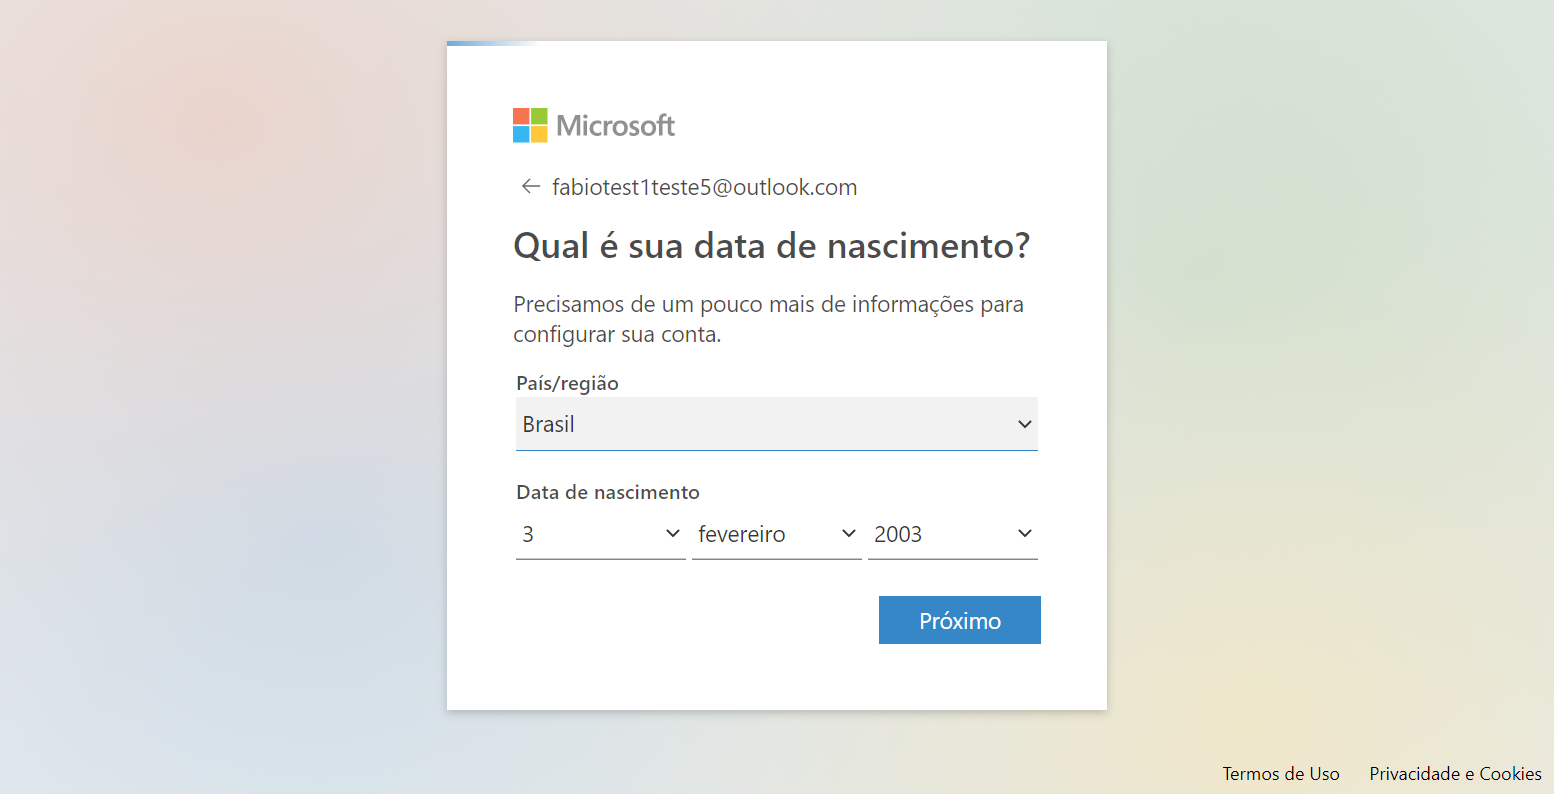 Microsoft
fabiotest1teste5@outlook.com
Qual é sua data de nascimento?
Precisamos de um pouco mais de informações para
configurar sua conta.
País/região
Brasil
Data de nascimento
3 fevereiro 2003
Próximo
Termos de Uso Privacidade e Cookies